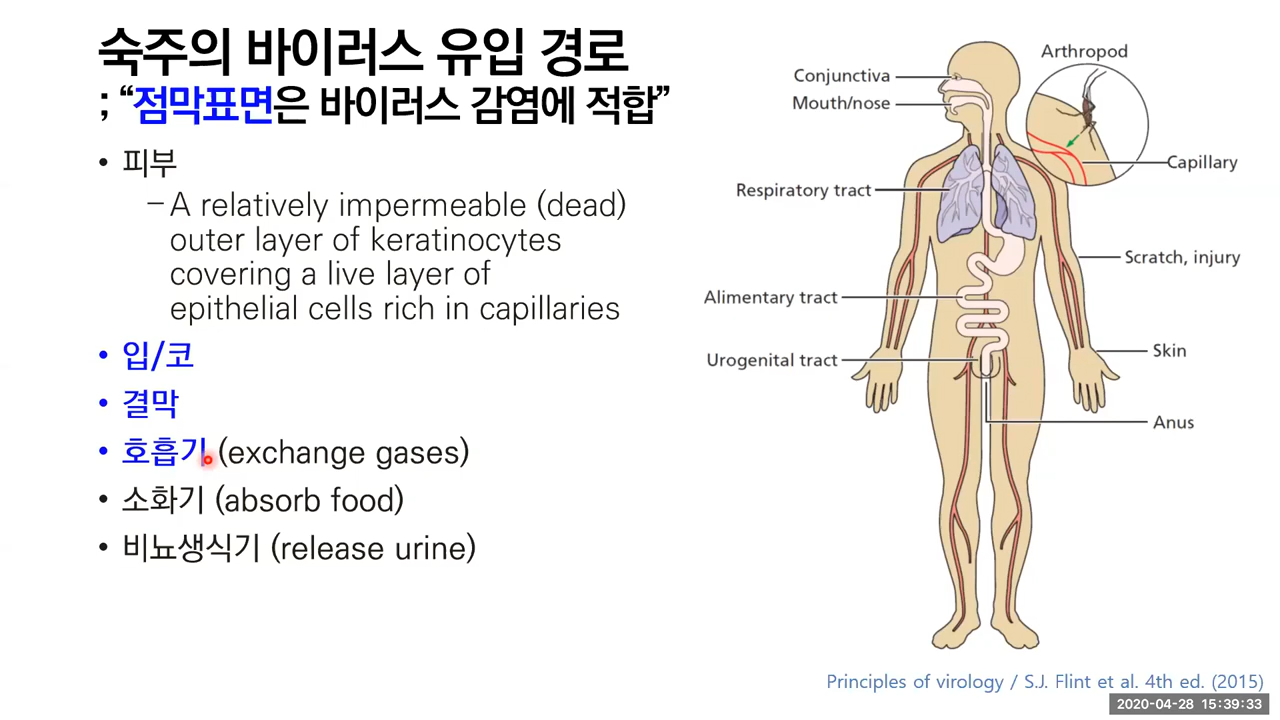 숙주의 바이러스 유입 경로
; “점막표면은 바이러스 감염에 적합”
• 피부
– A relatively impermeable (dead)
outer layer of keratinocytes
covering a live layer of
epithelial cells rich in capillaries
• 입/코
• 결막
• 호흡기 (exchange gases)
• 소화기 (absorb food)
• 비뇨생식기 (release urine)
Arthropod
Conjunctiva
Mouth/nose
Capillary
Respiratory tract
Scratch, injury
Alimentary tract
Skin
Urogenital tract
Anus
Principles of virology / S.J. Flint et al. 4th ed. (2015)
2020-04-28 15:39:33